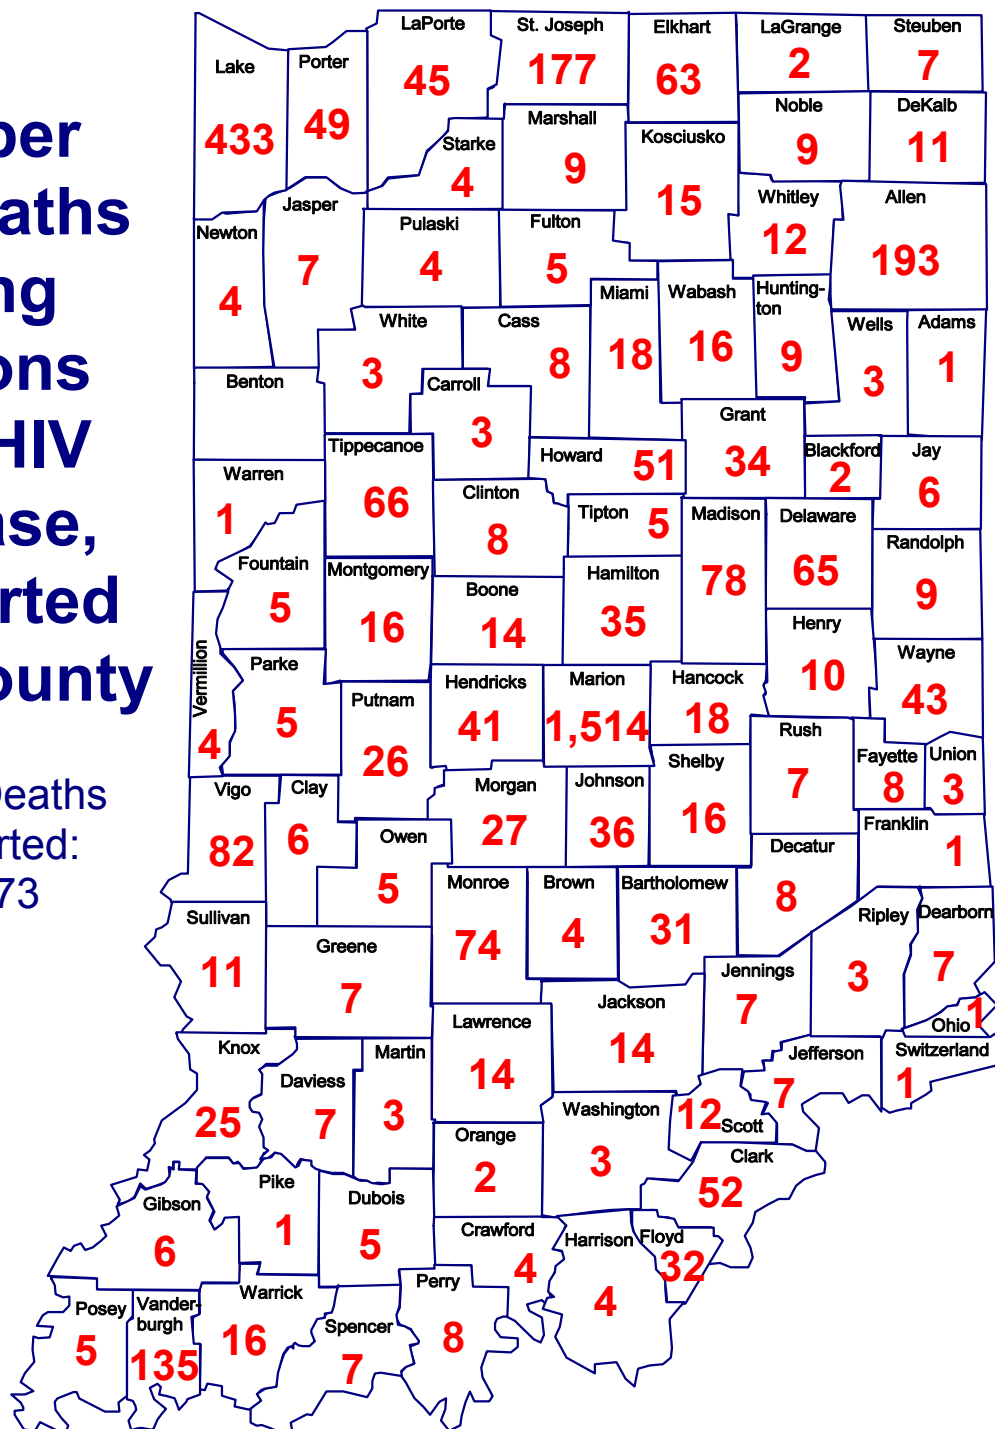 ber
aths
ng
ons
HIV
ase,
rted
ounty
Deaths
rted:
73
LaPorte
45
St. Joseph
177
Elkhart
63
LaGrange
2
Steuben
7
Lake
433
Porter
49
Noble
9
DeKalb
11
Marshall
9
Starke
4
Kosciusko
15
Whitley
12
Allen
193
Newton
4
Jasper
7
Pulaski
4
Fulton
5
Miami
18
Wabash
16
Hunting-
ton
9
Wells
3
Adams
1
White
3
Cass
8
Carroll
3
Benton
Grant
34
Howard 51
Blackford
2
Jay
6
Warren
1
Tippecanoe
66
Clinton
8
Tipton 5
Madison
78
Delaware
65
Randolph
9
Fountain
5
Montgomery
16
Boone
14
Hamilton
35
Henry
10
Wayne
43
Vermillion
4
Parke
5
Putnam
26
Hendricks
41
Marion
1,514
Hancock
18
Rush
7
Fayette
8
Union
3
Vigo
82
Clay
6
Morgan
27
Johnson
36
Shelby
16
Franklin
1
Owen
5
Decatur
8
Monroe
74
Brown
4
Bartholomew
31
Ripley
3
Dearborn
7
Sullivan
11
Greene
7
Jennings
7
Jackson
14
Lawrence
14
Ohio
1
Switzerland
1
Jefferson
7
Knox
25
Daviess
7
Martin
3
Washington
3
12
Scott
Orange
2
Clark
52
Pike
1
Dubois
5
Gibson
6
Crawford
4
Harrison
4
Floyd
32
Posey
5
Vander-
burgh
135
Warrick
16
Spencer
7
Perry
8